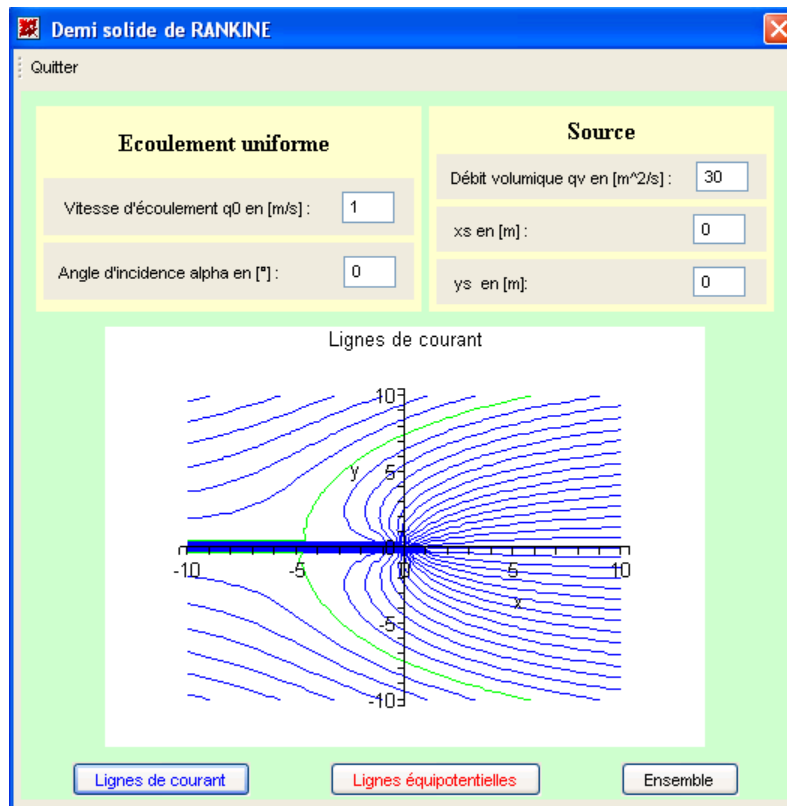 Demi solide de RANKINE
Quitter
Ecoulement uniforme
Vitesse d'écoulement q0 en [m/s] :
1
Angle d'incidence alpha en [°] :
0
Source
Débit volumique qv en [m^2/s] :
30
xs en [m] :
0
ys en [m]:
0
Lignes de courant
10
y
5
-10
-5
0
0
5
10
x
-5
-10
Lignes de courant
Lignes équipotentielles
Ensemble